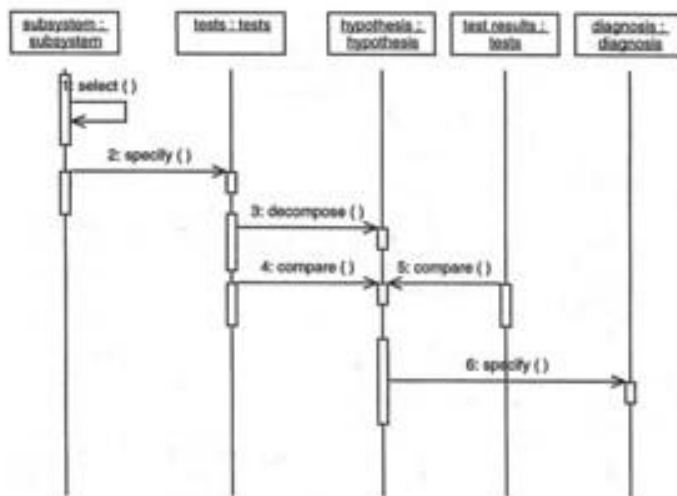 subsystem :
subsystem
tests : tests
hypothesis :
hypothesis
test results :
tests
diagnosis :
diagnosis
1: select ( )
2: specify ( )
3: decompose ( )
4: compare ( )
5: compare ( )
6: specify ( )